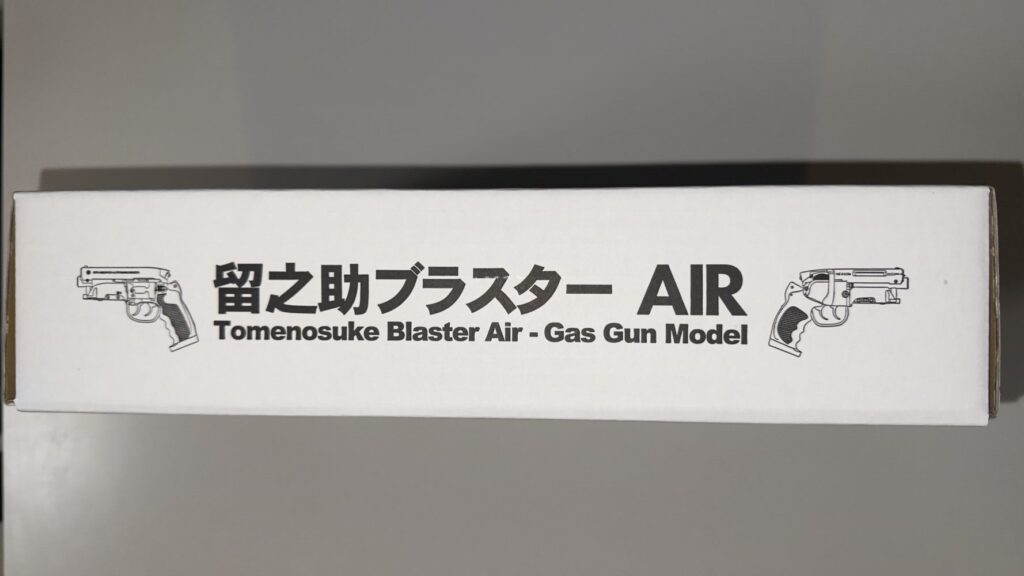 留之助ブラスター AIR
Tomenosuke Blaster Air - Gas Gun Model